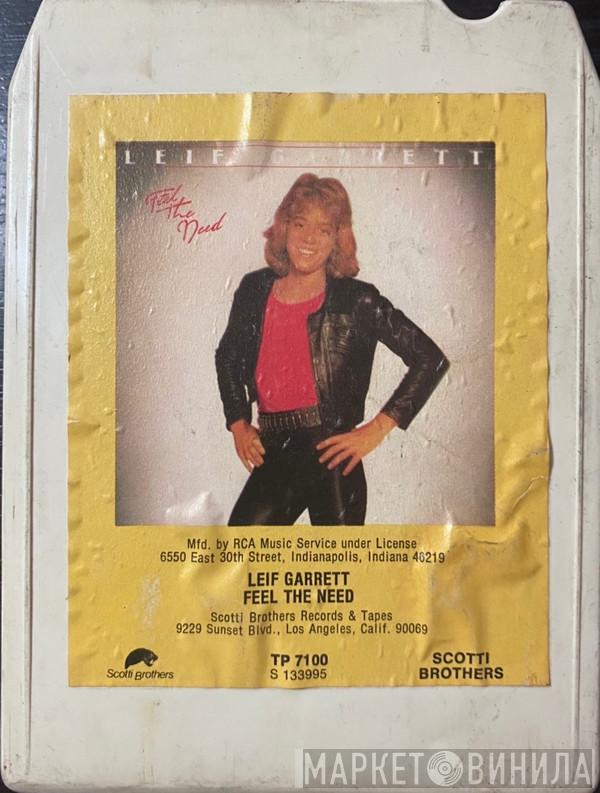 LEIF GARRETT
Feel
The
Need
Mfd. by RCA Music Service under License
6550 East 30th Street, Indianapolis, Indiana 46219
LEIF GARRETT
FEEL THE NEED
Scotti Brothers Records & Tapes
9229 Sunset Blvd., Los Angeles, Calif. 90069
Scotti Brothers
TP 7100
S 133995
SCOTTI
BROTHERS
МАРКЕТ ВИНИЛА